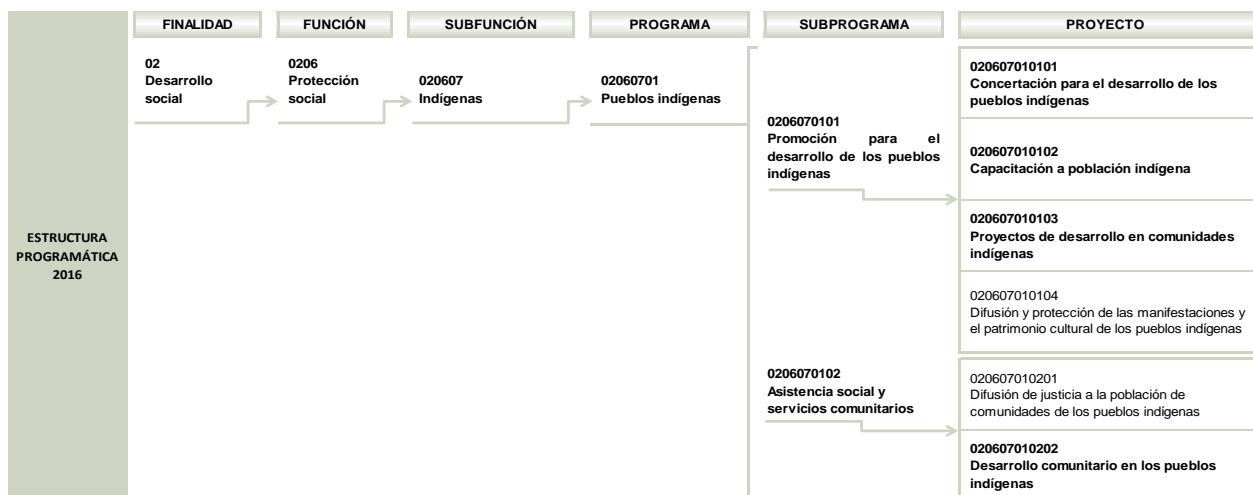 FINALIDAD
FUNCIÓN
SUBFUNCIÓN
PROGRAMA
SUBPROGRAMA
PROYECTO
ESTRUCTURA
PROGRAMÁTICA
2016
02
Desarrollo
social
0206
Protección
social
020607
Indígenas
02060701
Pueblos indígenas
0206070101
Promoción para el
desarrollo de los pueblos
indígenas
020607010101
Concertación para el desarrollo de los
pueblos indígenas
020607010102
Capacitación a población indígena
020607010103
Proyectos de desarrollo en comunidades
indígenas
020607010104
Difusión y protección de las manifestaciones y
el patrimonio cultural de los pueblos indígenas
0206070102
Asistencia social y
servicios comunitarios
020607010201
Difusión de justicia a la población de
comunidades de los pueblos indígenas
020607010202
Desarrollo comunitario en los pueblos
indígenas